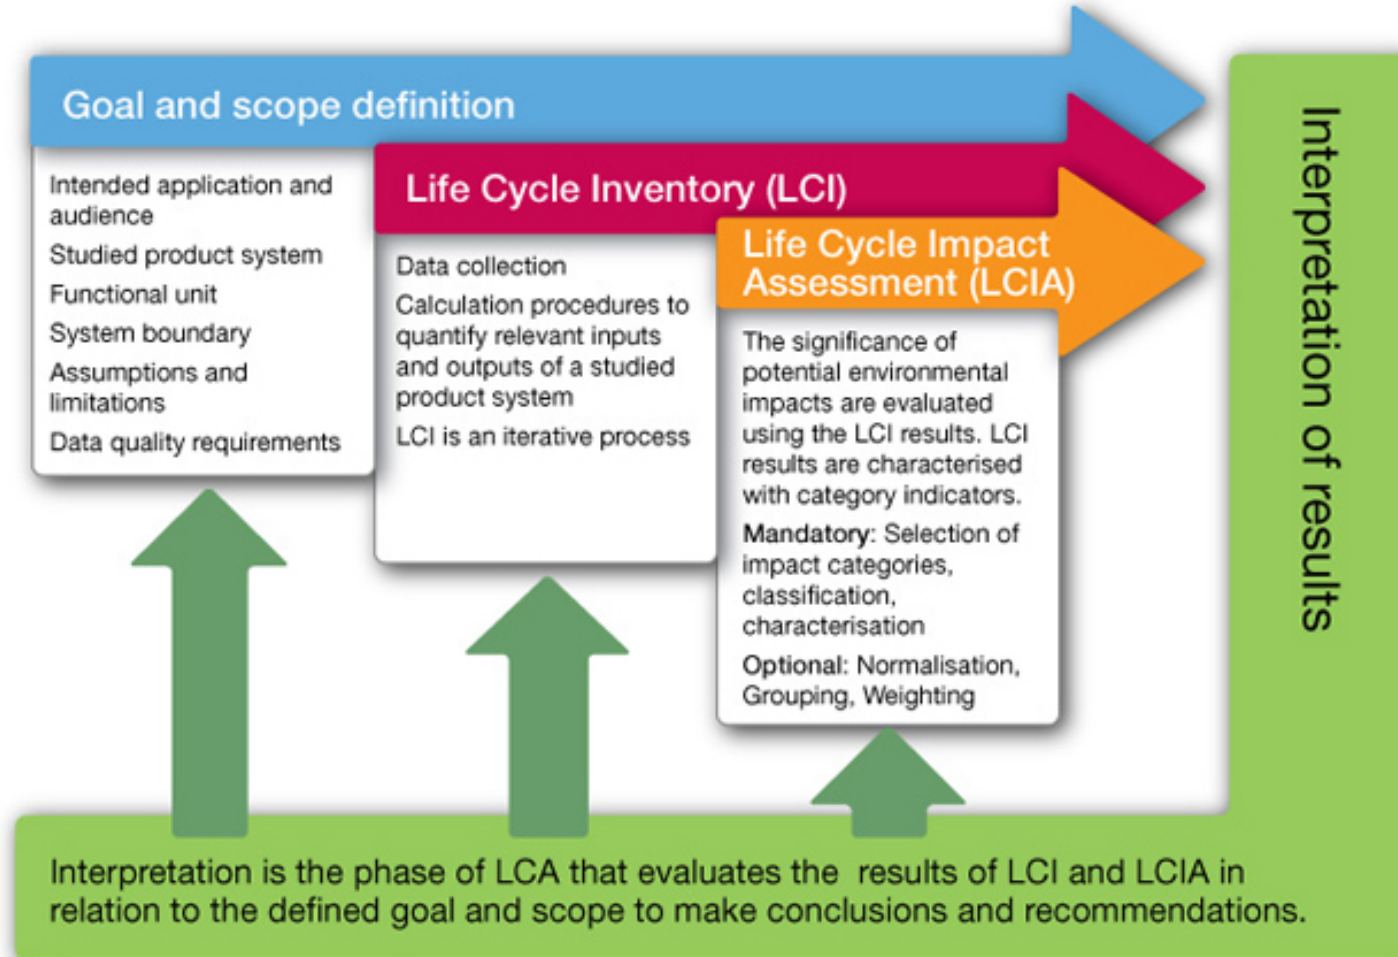 Goal and scope definition
Intended application and
audience
Studied product system
Functional unit
System boundary
Assumptions and
limitations
Data quality requirements
Life Cycle Inventory (LCI)
Data collection
Calculation procedures to
quantify relevant inputs
and outputs of a studied
product system
LCI is an iterative process
Life Cycle Impact
Assessment (LCIA)
The significance of
potential environmental
impacts are evaluated
using the LCI results. LCI
results are characterised
with category indicators.
Mandatory: Selection of
impact categories,
classification,
characterisation
Optional: Normalisation,
Grouping, Weighting
Interpretation of results
Interpretation is the phase of LCA that evaluates the results of LCI and LCIA in
relation to the defined goal and scope to make conclusions and recommendations.